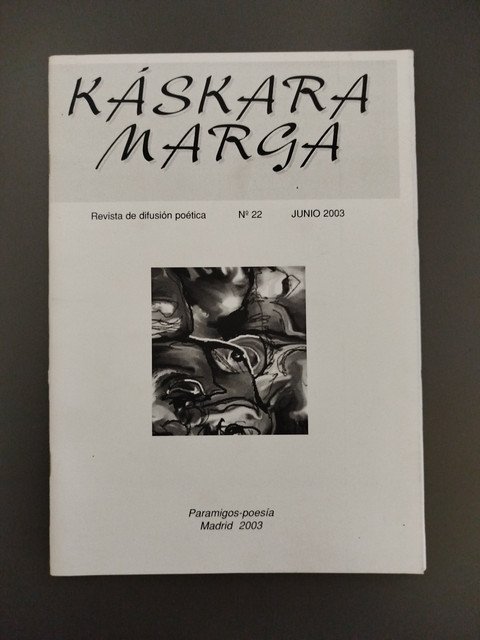 KÁSKARA
MARGA
Revista de difusión poética Nº 22 JUNIO 2003
Paramigos-poesía
Madrid 2003